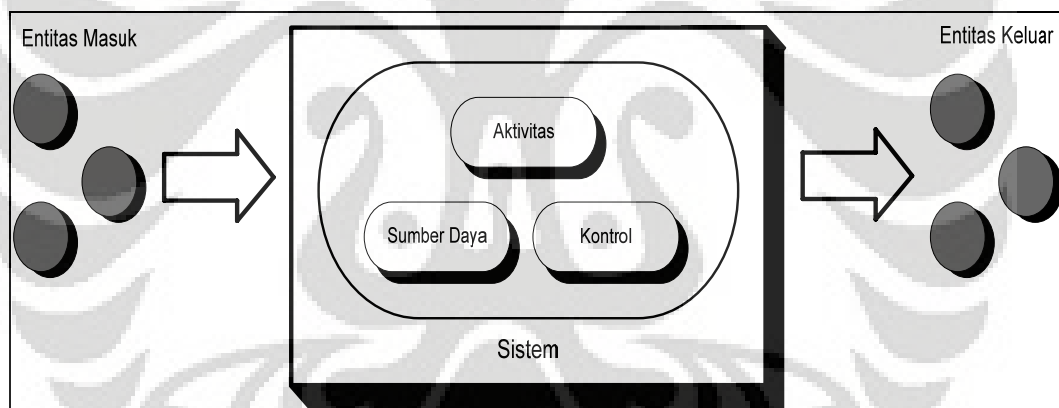 Entitas Masuk
Entitas Keluar
Aktivitas
Sumber Daya
Kontrol
Sistem